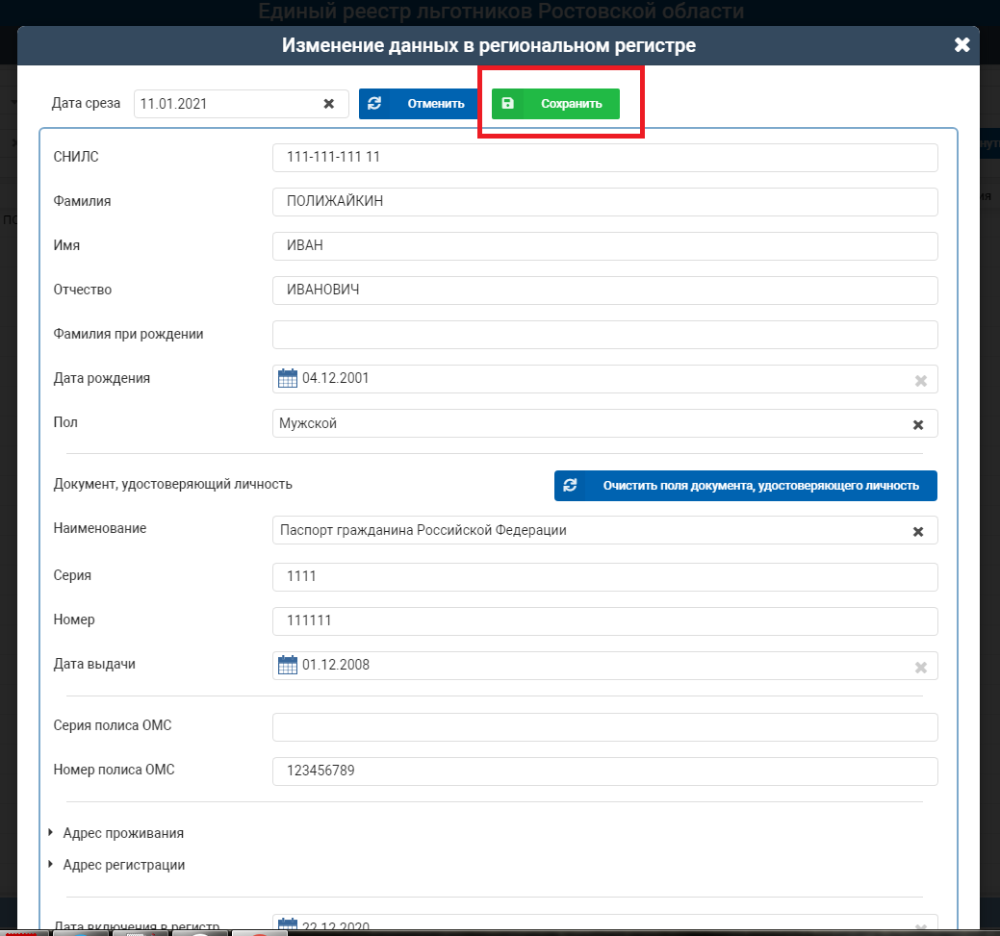 Единый реестр льготников Ростовской области
Изменение данных в региональном регистре
Дата среза 11.01.2021 Отменить Сохранить
СНИЛС 111-111-111 11
Фамилия ПОЛИЖАЙКИН
Имя ИВАН
Отчество ИВАНОВИЧ
Фамилия при рождении
Дата рождения 04.12.2001
Пол Мужской
Документ, удостоверяющий личность Очистить поля документа, удостоверяющего личность
Наименование Паспорт гражданина Российской Федерации
Серия 1111
Номер 111111
Дата выдачи 01.12.2008
Серия полиса ОМС
Номер полиса ОМС 123456789
Адрес проживания
Адрес регистрации
Дата включения в регистр 22.12.2020